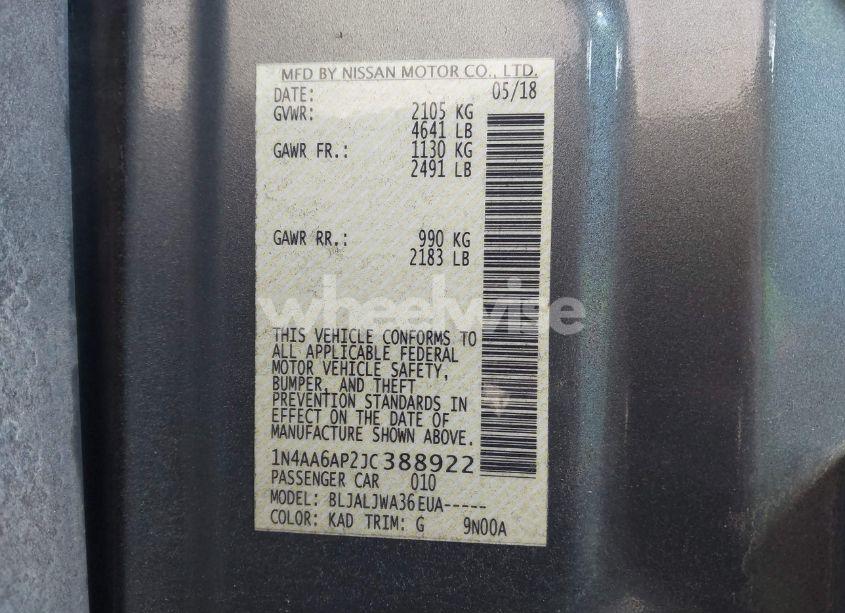 MFD BY NISSAN MOTOR CO., LTD.
DATE: 05/18
GVWR: 2105 KG
4641 LB
GAWR FR.: 1130 KG
2491 LB
GAWR RR.: 990 KG
2183 LB
wheelwise
THIS VEHICLE CONFORMS TO
ALL APPLICABLE FEDERAL
MOTOR VEHICLE SAFETY,
BUMPER, AND THEFT
PREVENTION STANDARDS IN
EFFECT ON THE DATE OF
MANUFACTURE SHOWN ABOVE.
1N4AA6AP2JC388922
PASSENGER CAR 010
MODEL: BLJALJWA36EUA-----
COLOR: KAD TRIM: G 9N00A